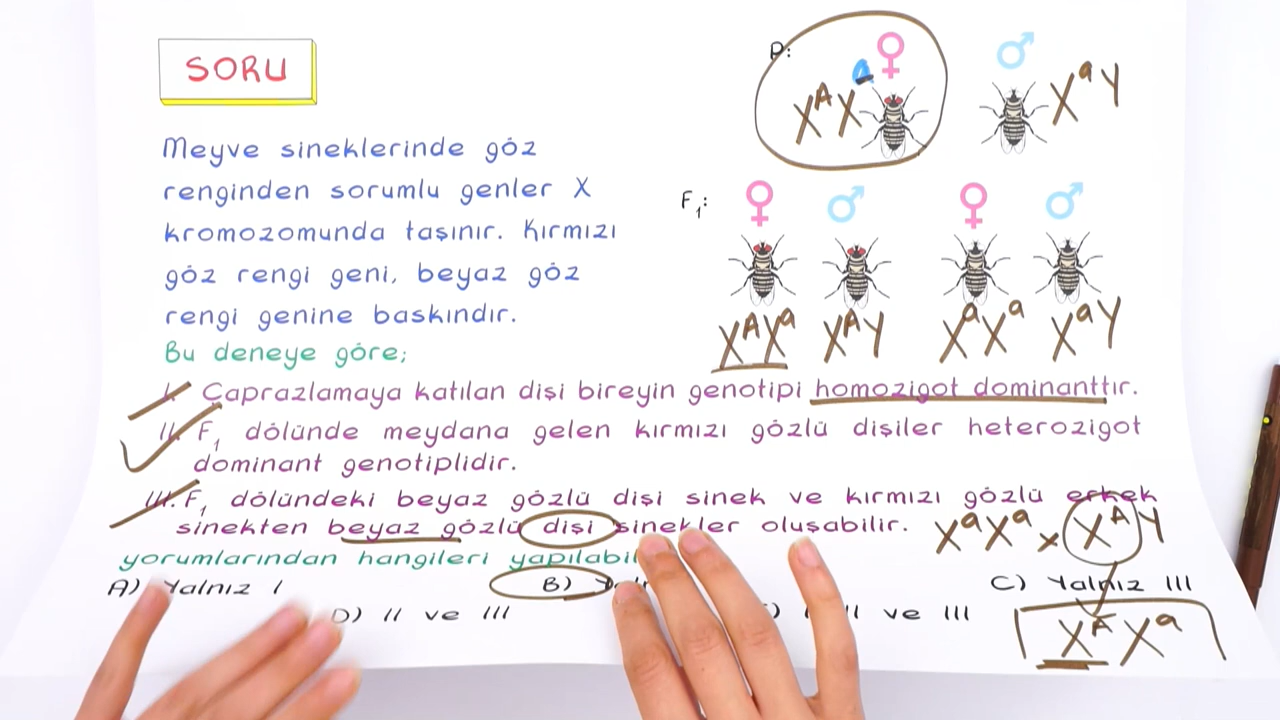 SORU
Meyve sineklerinde göz
renginden sorumlu genler X
kromozomunda taşınır. Kırmızı
göz rengi geni, beyaz göz
rengi genine baskındır.
Bu deneye göre;
P: ♀ ♂
XᴬXᵃ XᵃY
F₁: ♀ ♂ ♀ ♂
XᴬXᵃ XᴬY XᵃXᵃ XᵃY
I. Çaprazlamaya katılan dişi bireyin genotipi homozigot dominanttır.
II. F₁ dölünde meydana gelen kırmızı gözlü dişiler heterozigot
dominant genotiplidir.
III. F₁ dölündeki beyaz gözlü dişi sinek ve kırmızı gözlü erkek
sinekten beyaz gözlü dişi sinekler oluşabilir.
XᵃXᵃ x XᴬY
yorumlarından hangileri
A) Yalnız I B) C) Yalnız III
D) II ve III ve III
XᴬXᵃ